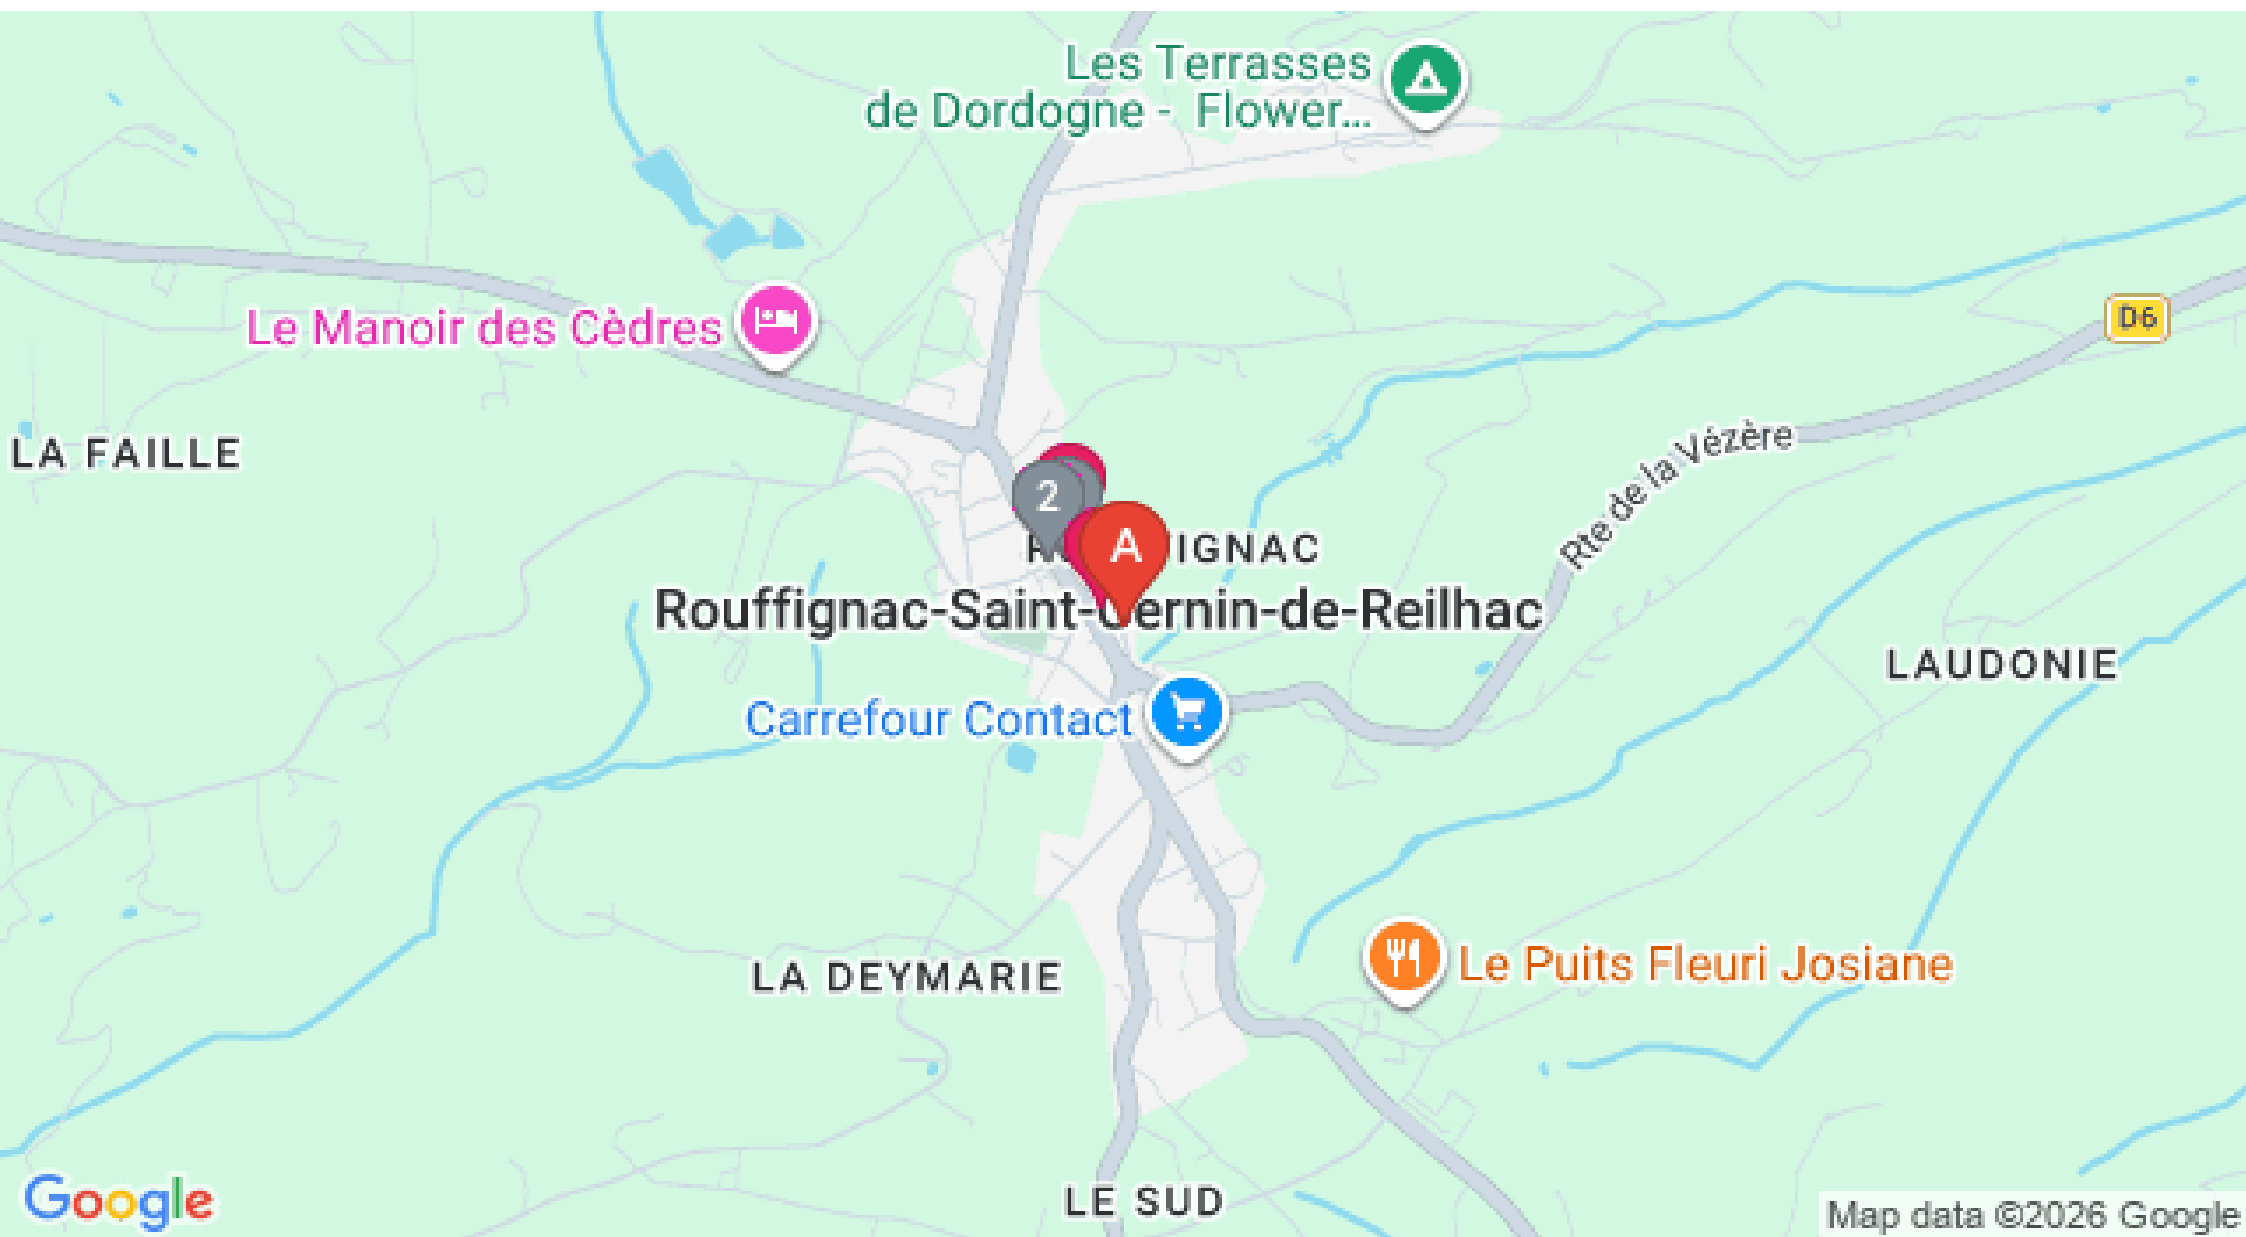 Les Terrasses
de Dordogne - Flower...
D6
Le Manoir des Cèdres
Rte de la Vézère
LA FAILLE
2
A
IGNAC
Rouffignac-Saint-Cernin-de-Reilhac
LAUDONIE
Carrefour Contact
Le Puits Fleuri Josiane
LA DEYMARIE
LE SUD
Google
Map data ©2026 Google